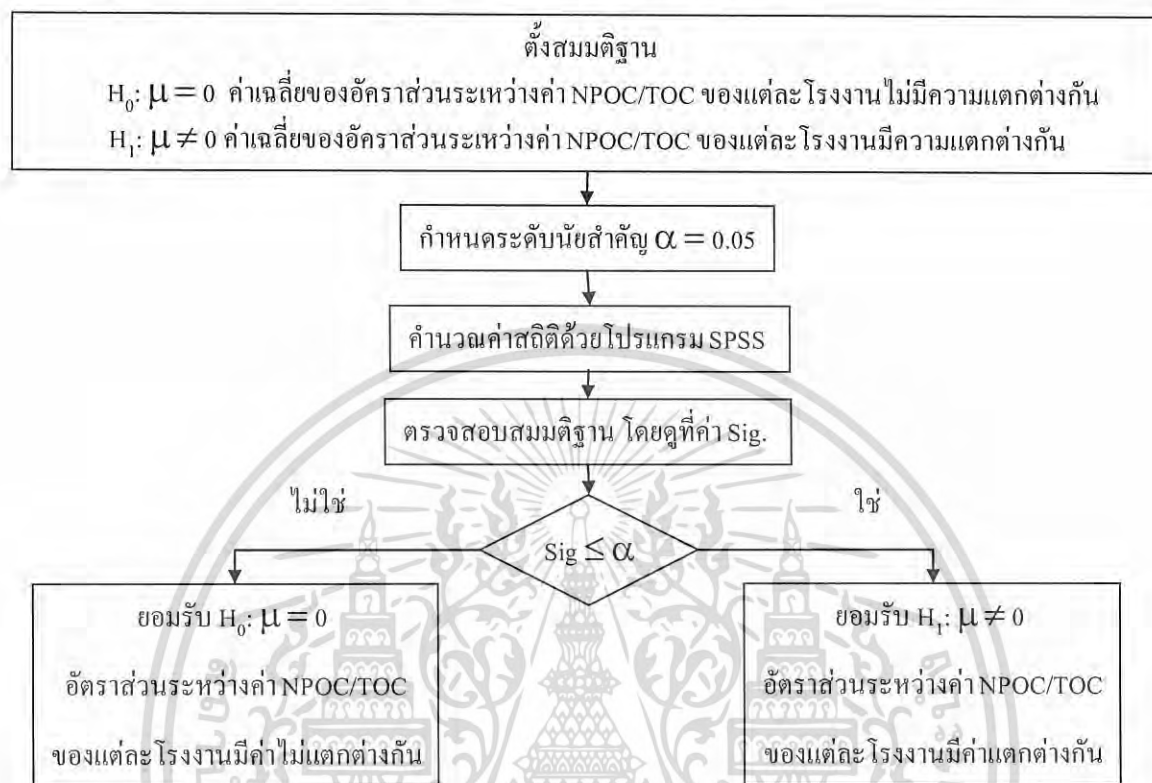 ตั้งสมมติฐาน
H₀: μ = 0 ค่าเฉลี่ยของอัคราส่วนระเหว่างค่า NPOC/TOC ของแต่ละโรงงานไม่มีความแตกต่างกัน
H₁: μ ≠ 0 ค่าเฉลี่ยของอัคราส่วนระเหว่างค่า NPOC/TOC ของแต่ละโรงงานมีความแตกต่างกัน
กำหนดระดับนัยสำคัญ α = 0.05
คำนวณค่าสถิติด้วยโปรแกรม SPSS
ตรวจสอบสมมติฐาน โดยดูที่ค่า Sig.
ไม่ใช่
ใช่
Sig ≤ α
ยอมรับ H₀: μ = 0
อัตราส่วนระหว่างค่า NPOC/TOC
ของแต่ละโรงงานมีค่าไม่แตกต่างกัน
ยอมรับ H₁: μ ≠ 0
อัตราส่วนระหว่างค่า NPOC/TOC
ของแต่ละโรงงานมีค่าแตกต่างกัน